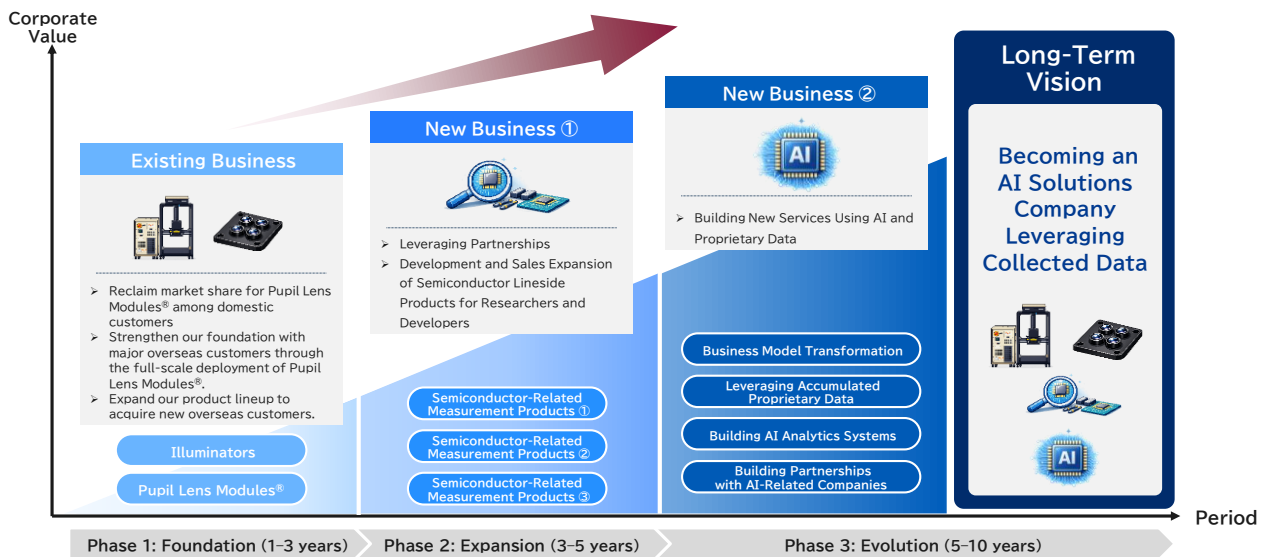 Corporate
Value
Existing Business
➢ Reclaim market share for Pupil Lens
Modules® among domestic
customers
➢ Strengthen our foundation with
major overseas customers through
the full-scale deployment of Pupil
Lens Modules®.
➢ Expand our product lineup to
acquire new overseas customers.
Illuminators
Pupil Lens Modules®
New Business ①
➢ Leveraging Partnerships
➢ Development and Sales Expansion
of Semiconductor Lineside
Products for Researchers and
Developers
Semiconductor-Related
Measurement Products ①
Semiconductor-Related
Measurement Products ②
Semiconductor-Related
Measurement Products ③
New Business ②
AI
➢ Building New Services Using AI and
Proprietary Data
Business Model Transformation
Leveraging Accumulated
Proprietary Data
Building AI Analytics Systems
Building Partnerships
with AI-Related Companies
Long-Term
Vision
Becoming an
AI Solutions
Company
Leveraging
Collected Data
AI
Period
Phase 1: Foundation (1–3 years)
Phase 2: Expansion (3–5 years)
Phase 3: Evolution (5–10 years)